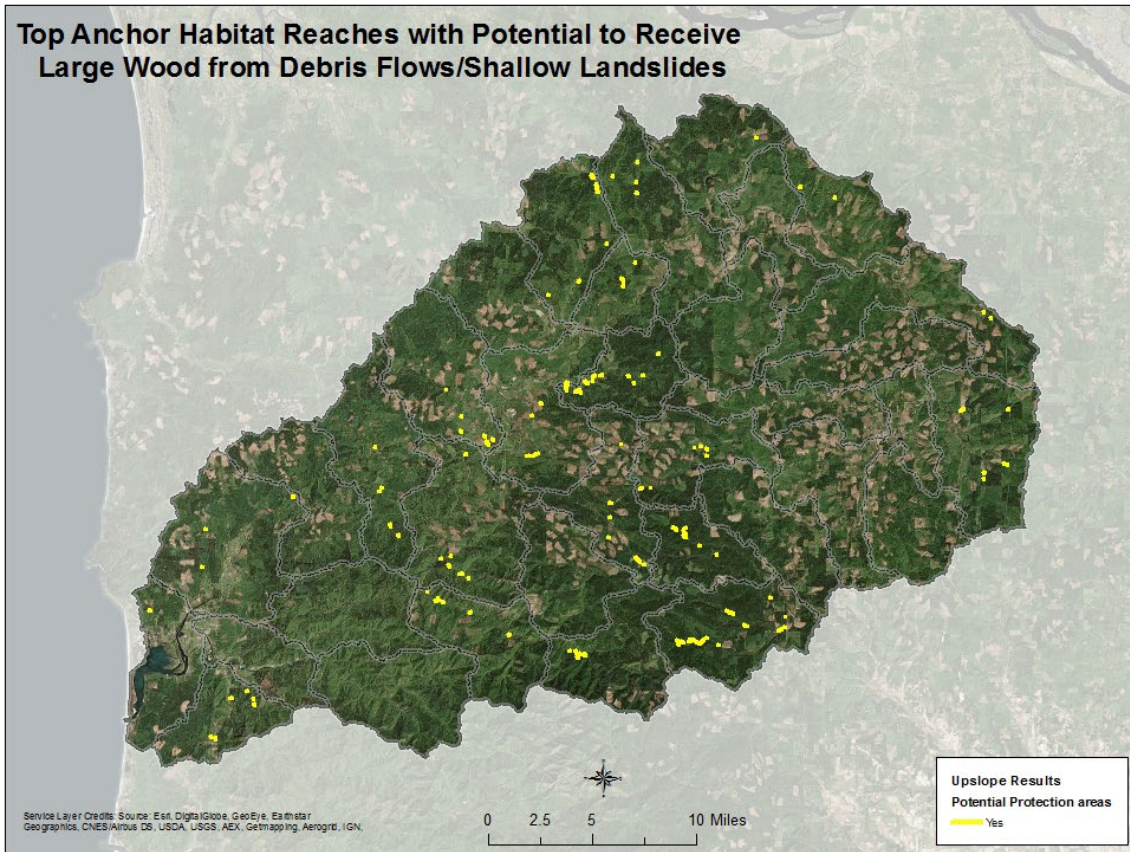 Top Anchor Habitat Reaches with Potential to Receive
Large Wood from Debris Flows/Shallow Landslides
Upslope Results
Potential Protection areas
Yes
Service Layer Credits: Source: Esri, DigitalGlobe, GeoEye, Earthstar
Geographics, CNES/Airbus DS, USDA, USGS, AEX, Getmapping, Aerogrid, IGN,
0 2.5 5 10 Miles